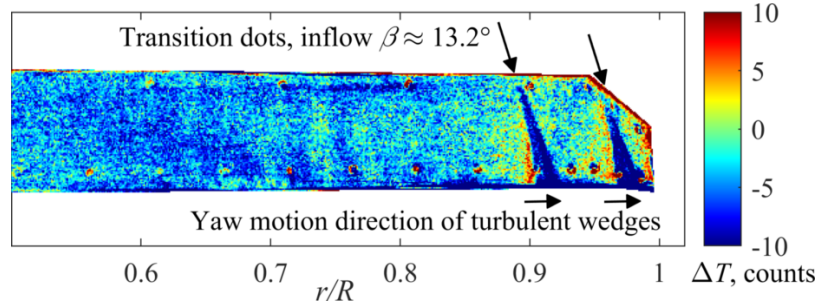 Transition dots, inflow β ≈ 13.2°
Yaw motion direction of turbulent wedges
0.6 0.7 0.8 0.9 1
r/R
10
5
0
-5
-10
ΔT, counts